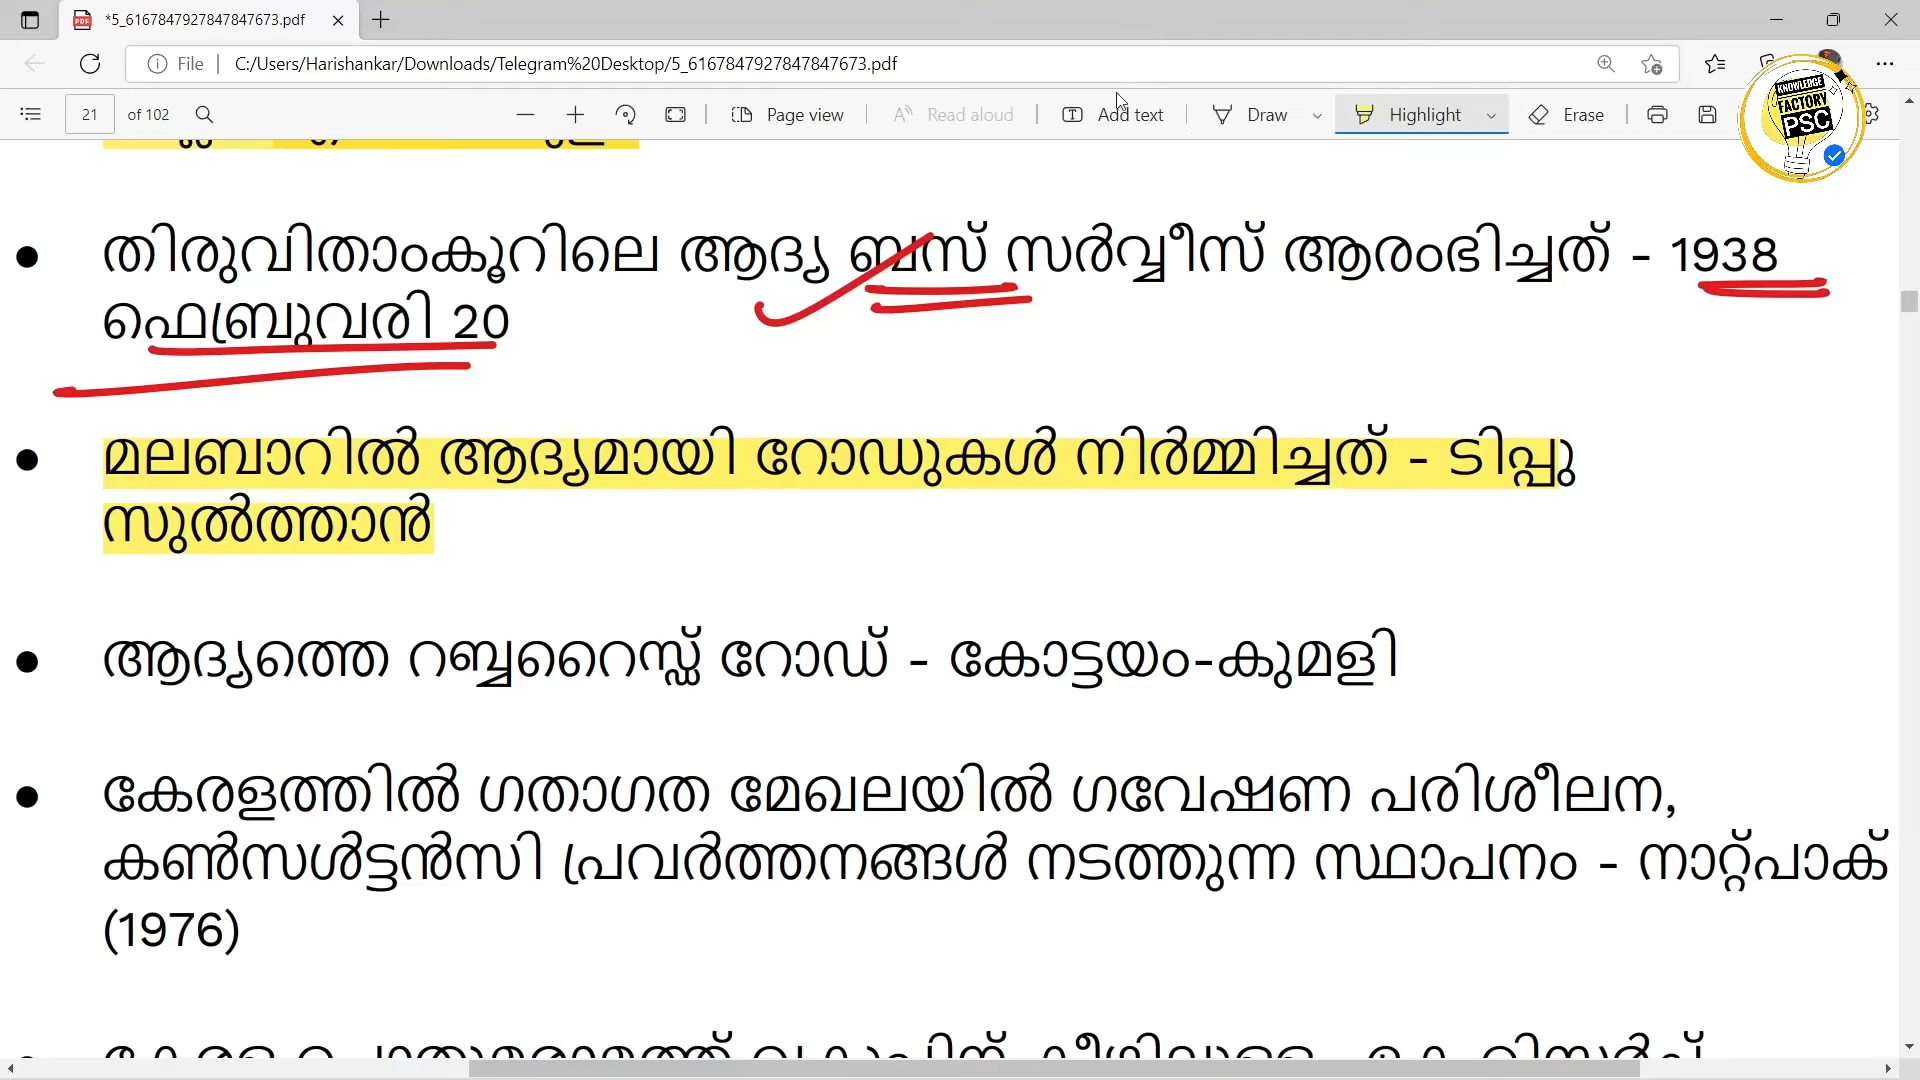 *5_6167847927847847673.pdf
File
C:/Users/Harishankar/Downloads/Telegram%20Desktop/5_6167847927847847673.pdf
21 of 102
Page view
Read aloud
Add text
Draw
Highlight
Erase
KNOWLEDGE
FACTORY
PSC
തിരുവിതാംകൂറിലെ ആദ്യ ബസ് സർവ്വീസ് ആരംഭിച്ചത് - 1938
ഫെബ്രുവരി 20
മലബാറിൽ ആദ്യമായി റോഡുകൾ നിർമ്മിച്ചത് - ടിപ്പു
സുൽത്താൻ
ആദ്യത്തെ റബ്ബറൈസ്ഡ് റോഡ് - കോട്ടയം-കുമളി
കേരളത്തിൽ ഗതാഗത മേഖലയിൽ ഗവേഷണ പരിശീലന,
കൺസൾട്ടൻസി പ്രവർത്തനങ്ങൾ നടത്തുന്ന സ്ഥാപനം - നാറ്റ്പാക്
(1976)